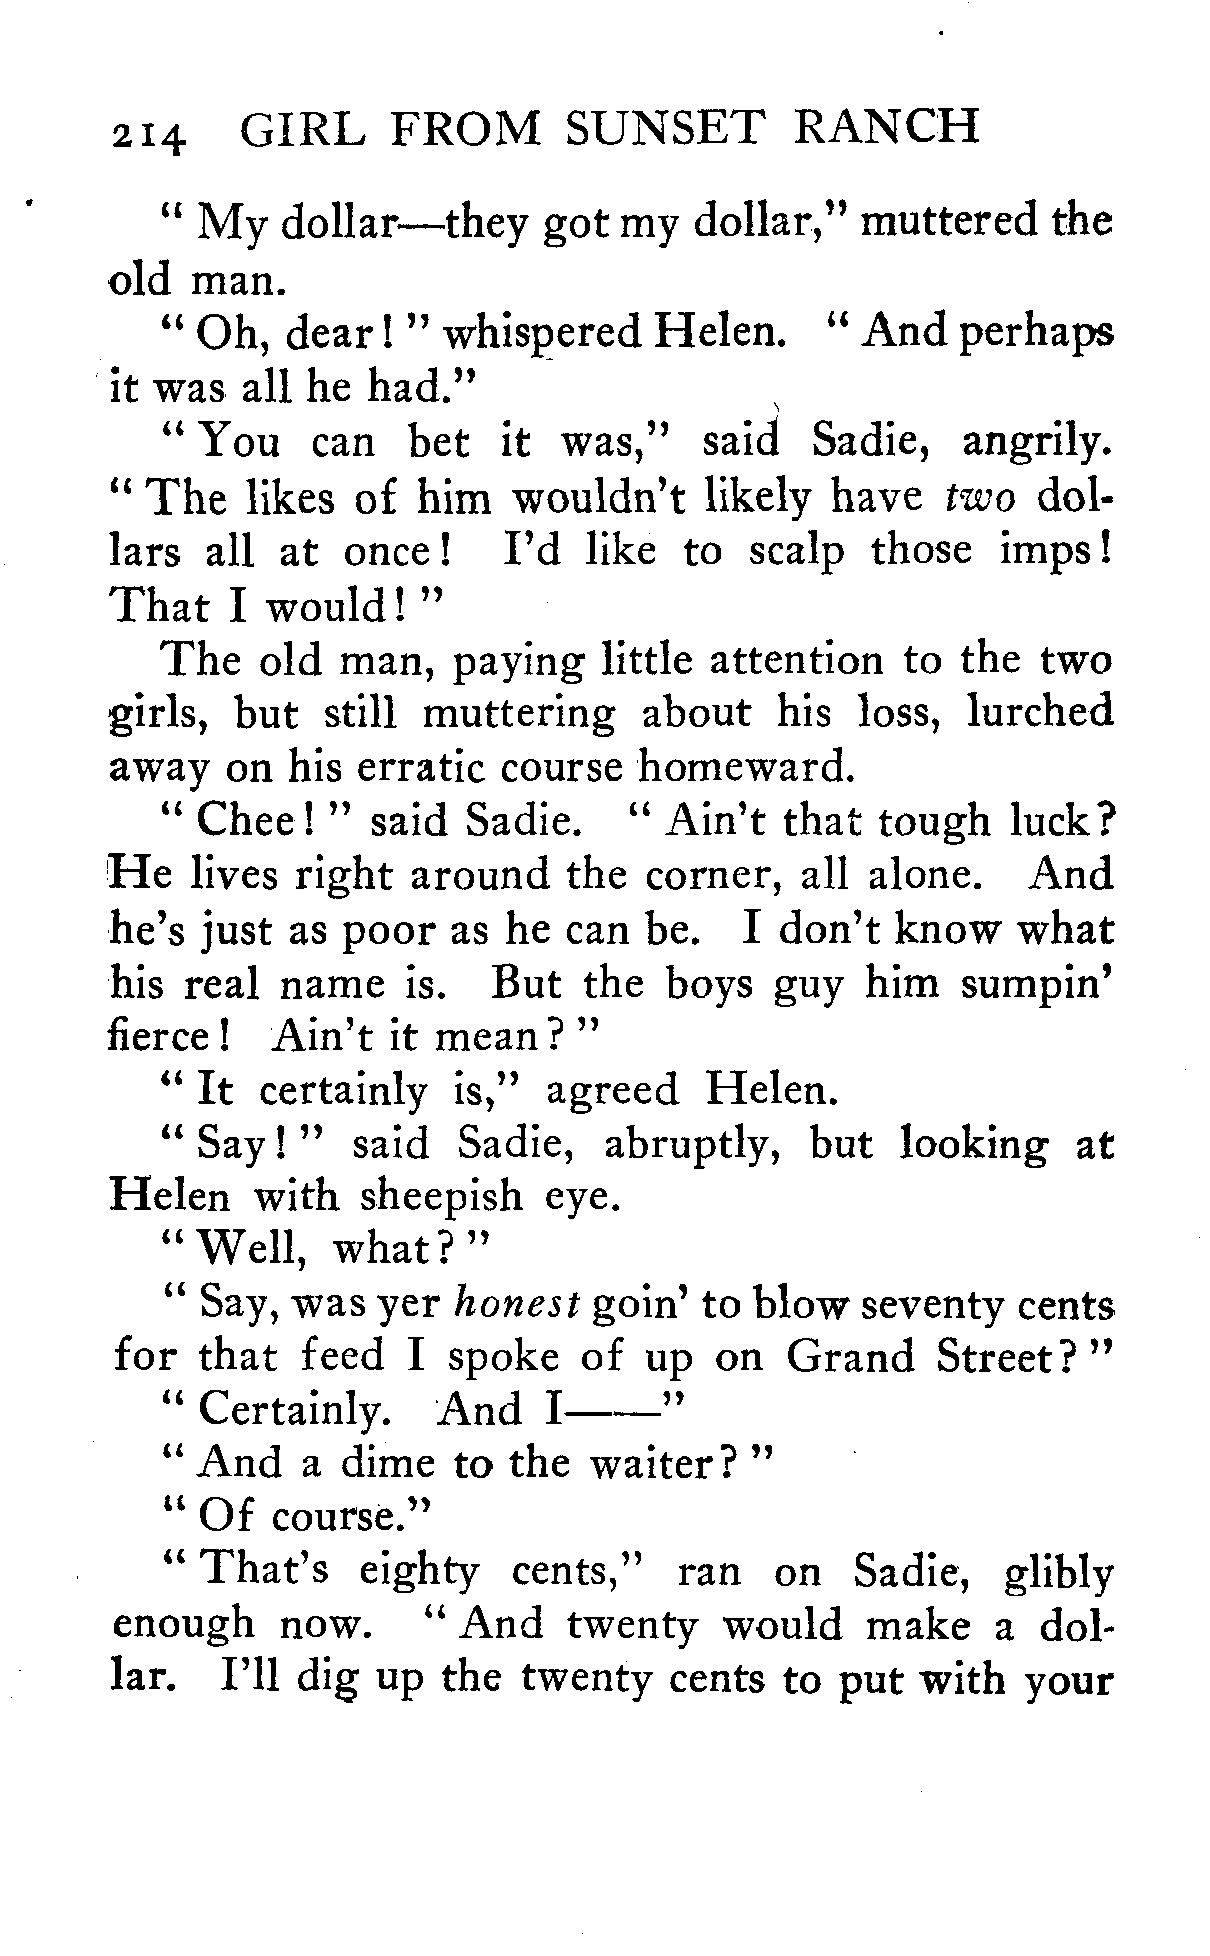 214 GIRL FROM SUNSET RANCH
" My dollar—they got my dollar," muttered the
old man.
" Oh, dear! " whispered Helen. " And perhaps
it was all he had."
" You can bet it was," said Sadie, angrily.
" The likes of him wouldn't likely have two dol-
lars all at once! I'd like to scalp those imps!
That I would! "
The old man, paying little attention to the two
girls, but still muttering about his loss, lurched
away on his erratic course homeward.
" Chee! " said Sadie. " Ain't that tough luck?
He lives right around the corner, all alone. And
he's just as poor as he can be. I don't know what
his real name is. But the boys guy him sumpin'
fierce! Ain't it mean? "
" It certainly is," agreed Helen.
" Say! " said Sadie, abruptly, but looking at
Helen with sheepish eye.
" Well, what? "
" Say, was yer honest goin' to blow seventy cents
for that feed I spoke of up on Grand Street? "
" Certainly. And I——"
" And a dime to the waiter? "
" Of course."
" That's eighty cents," ran on Sadie, glibly
enough now. " And twenty would make a dol-
lar. I'll dig up the twenty cents to put with your